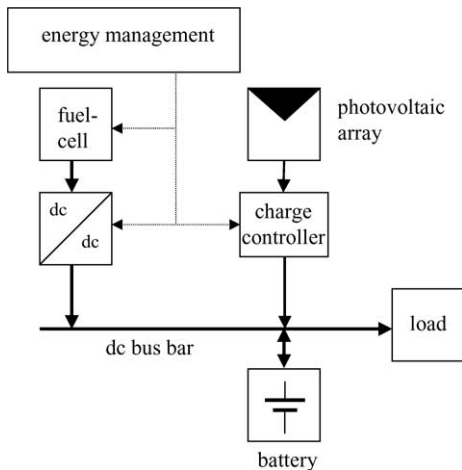 energy management
fuel-
cell
photovoltaic
array
dc
dc
charge
controller
load
dc bus bar
battery